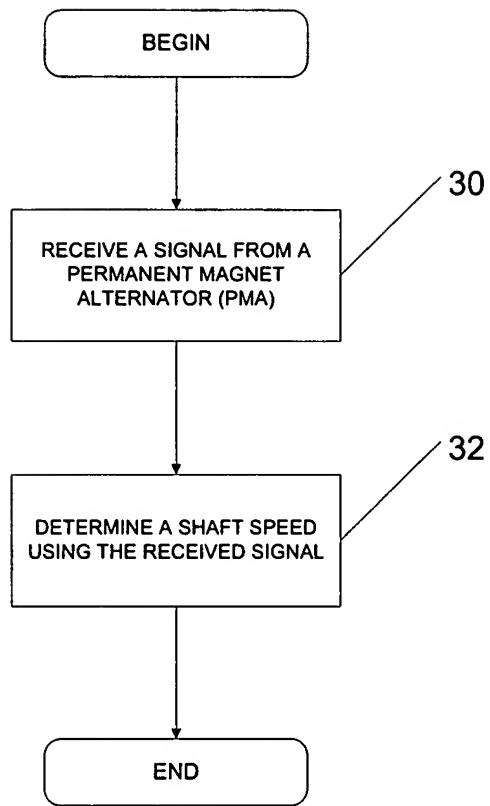 BEGIN
30
RECEIVE A SIGNAL FROM A
PERMANENT MAGNET
ALTERNATOR (PMA)
32
DETERMINE A SHAFT SPEED
USING THE RECEIVED SIGNAL
END